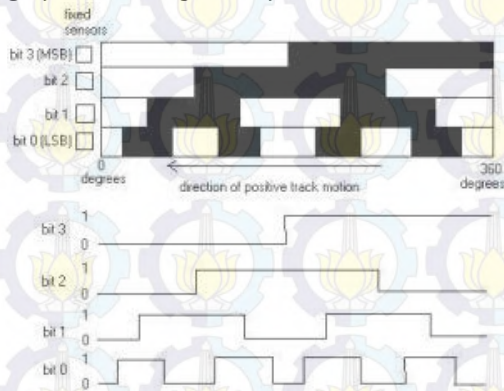 fixed
sensors
bit 3 (MSB)
bit 2
bit 1
bit 0 (LSB)
0
degrees
360
degrees
direction of positive track motion
1
bit 3
0
1
bit 2
0
1
bit 1
0
1
bit 0
0